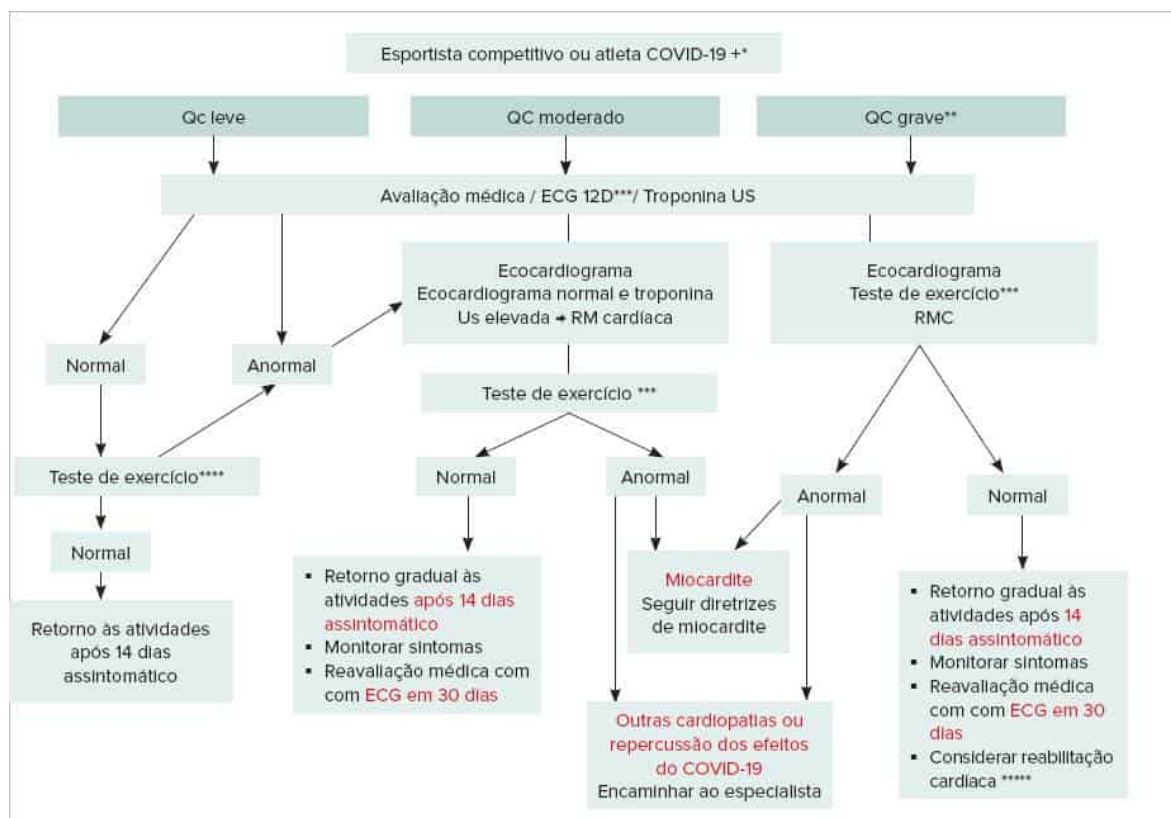 Esportista competitivo ou atleta COVID-19 +*
Qc leve
QC moderado
QC grave**
Avaliação médica / ECG 12D***/ Troponina US
Ecocardiograma
Ecocardiograma normal e troponina
Us elevada → RM cardíaca
Ecocardiograma
Teste de exercício***
RMC
Normal
Anormal
Teste de exercício ***
Teste de exercício****
Normal
Anormal
Anormal
Normal
Normal
Retorno às atividades
após 14 dias
assintomático
▪ Retorno gradual às
atividades após 14 dias
assintomático
▪ Monitorar sintomas
▪ Reavaliação médica com
com ECG em 30 dias
Miocardite
Seguir diretrizes
de miocardite
Outras cardiopatias ou
repercussão dos efeitos
do COVID-19
Encaminhar ao especialista
▪ Retorno gradual às
atividades após 14
dias assintomático
▪ Monitorar sintomas
▪ Reavaliação médica
com com ECG em 30
dias
▪ Considerar reabilitação
cardíaca *****